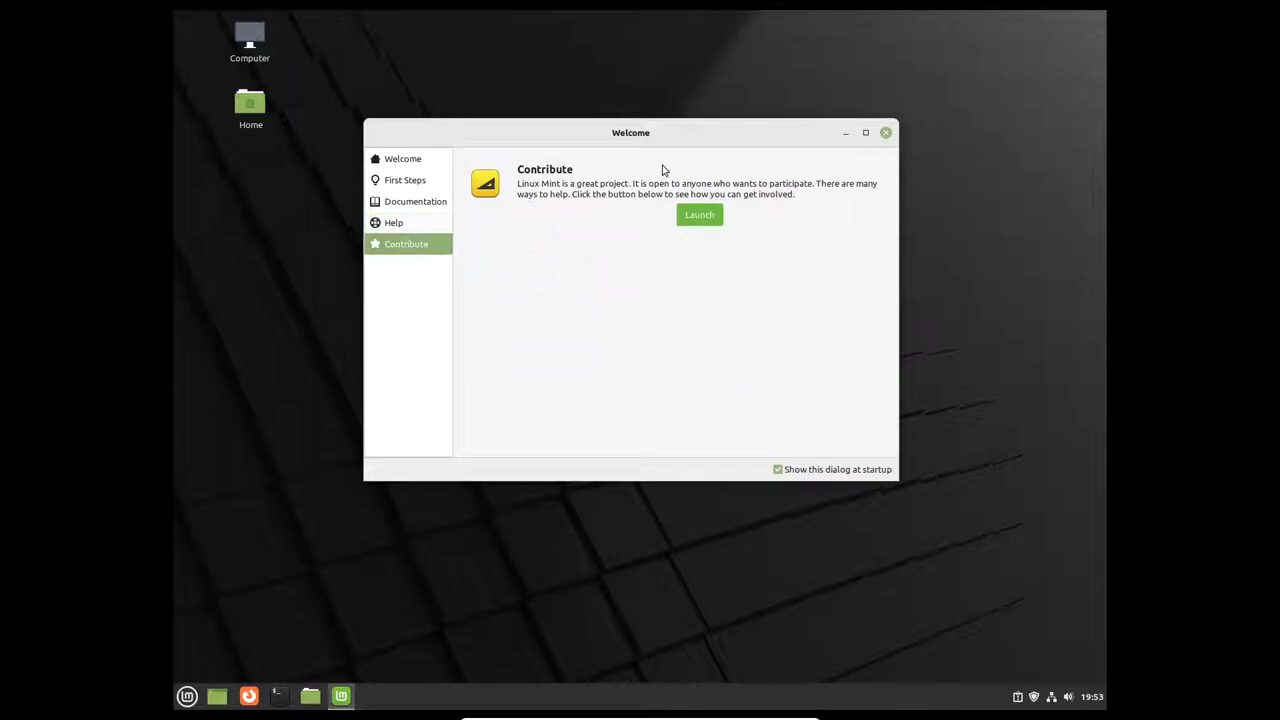 Computer
Home
Welcome
Welcome
First Steps
Documentation
Help
Contribute
Contribute
Linux Mint is a great project. It is open to anyone who wants to participate. There are many
ways to help. Click the button below to see how you can get involved.
Launch
Show this dialog at startup
19:53